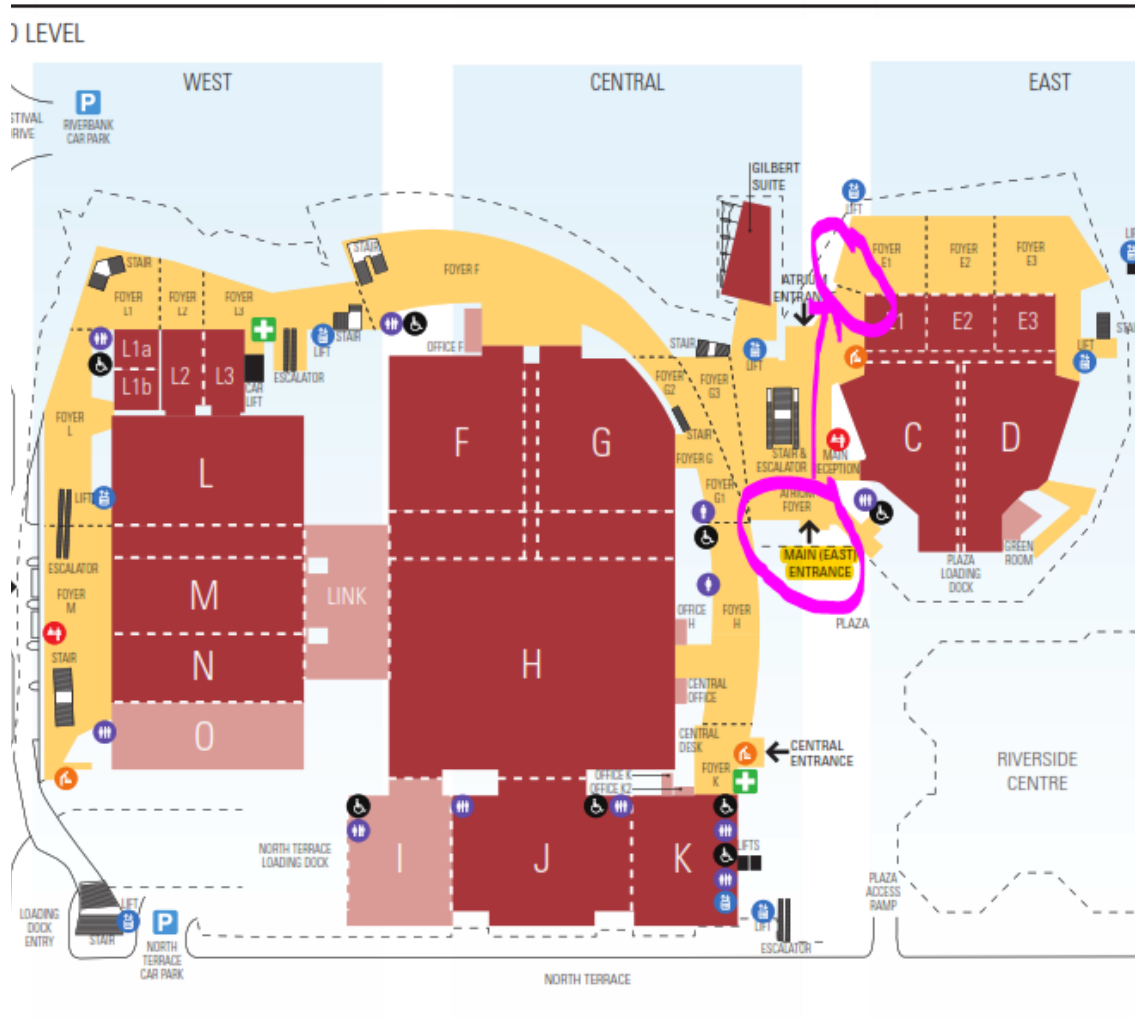 LEVEL
WEST
CENTRAL
EAST
P
RIVERBANK
CAR PARK
GILBERT
SUITE
LIFT
STAIR
STAIR
FOYER F
FOYER
E1
FOYER
E2
FOYER
E3
ATRIUM
FOYER
L1
FOYER
L2
FOYER
L3
L1a
L1b
L2
L3
CAR
LIFT
ESCALATOR
LIFT
STAIR
OFFICE F
STAIR
LIFT
E1
E2
E3
STAIR
LIFT
FOYER
G2
FOYER
G3
STAIR
FOYER
L
L
F
G
C
D
STAIR &
ESCALATOR
MAIN
RECEPTION
FOYER G
FOYER
G1
ATRIUM
FOYER
LIFT
ESCALATOR
MAIN (EAST)
ENTRANCE
PLAZA
LOADING
DOCK
GREEN
ROOM
FOYER
M
M
LINK
OFFICE
H
FOYER
H
PLAZA
STAIR
N
H
CENTRAL
OFFICE
O
CENTRAL
DESK
CENTRAL
ENTRANCE
RIVERSIDE
CENTRE
OFFICE K
OFFICE K2
FOYER
K
NORTH TERRACE
LOADING DOCK
I
J
K
LIFTS
PLAZA
ACCESS
RAMP
LOADING
DOCK
ENTRY
LIFT
STAIR
P
NORTH
TERRACE
CAR PARK
LIFT
ESCALATOR
NORTH TERRACE